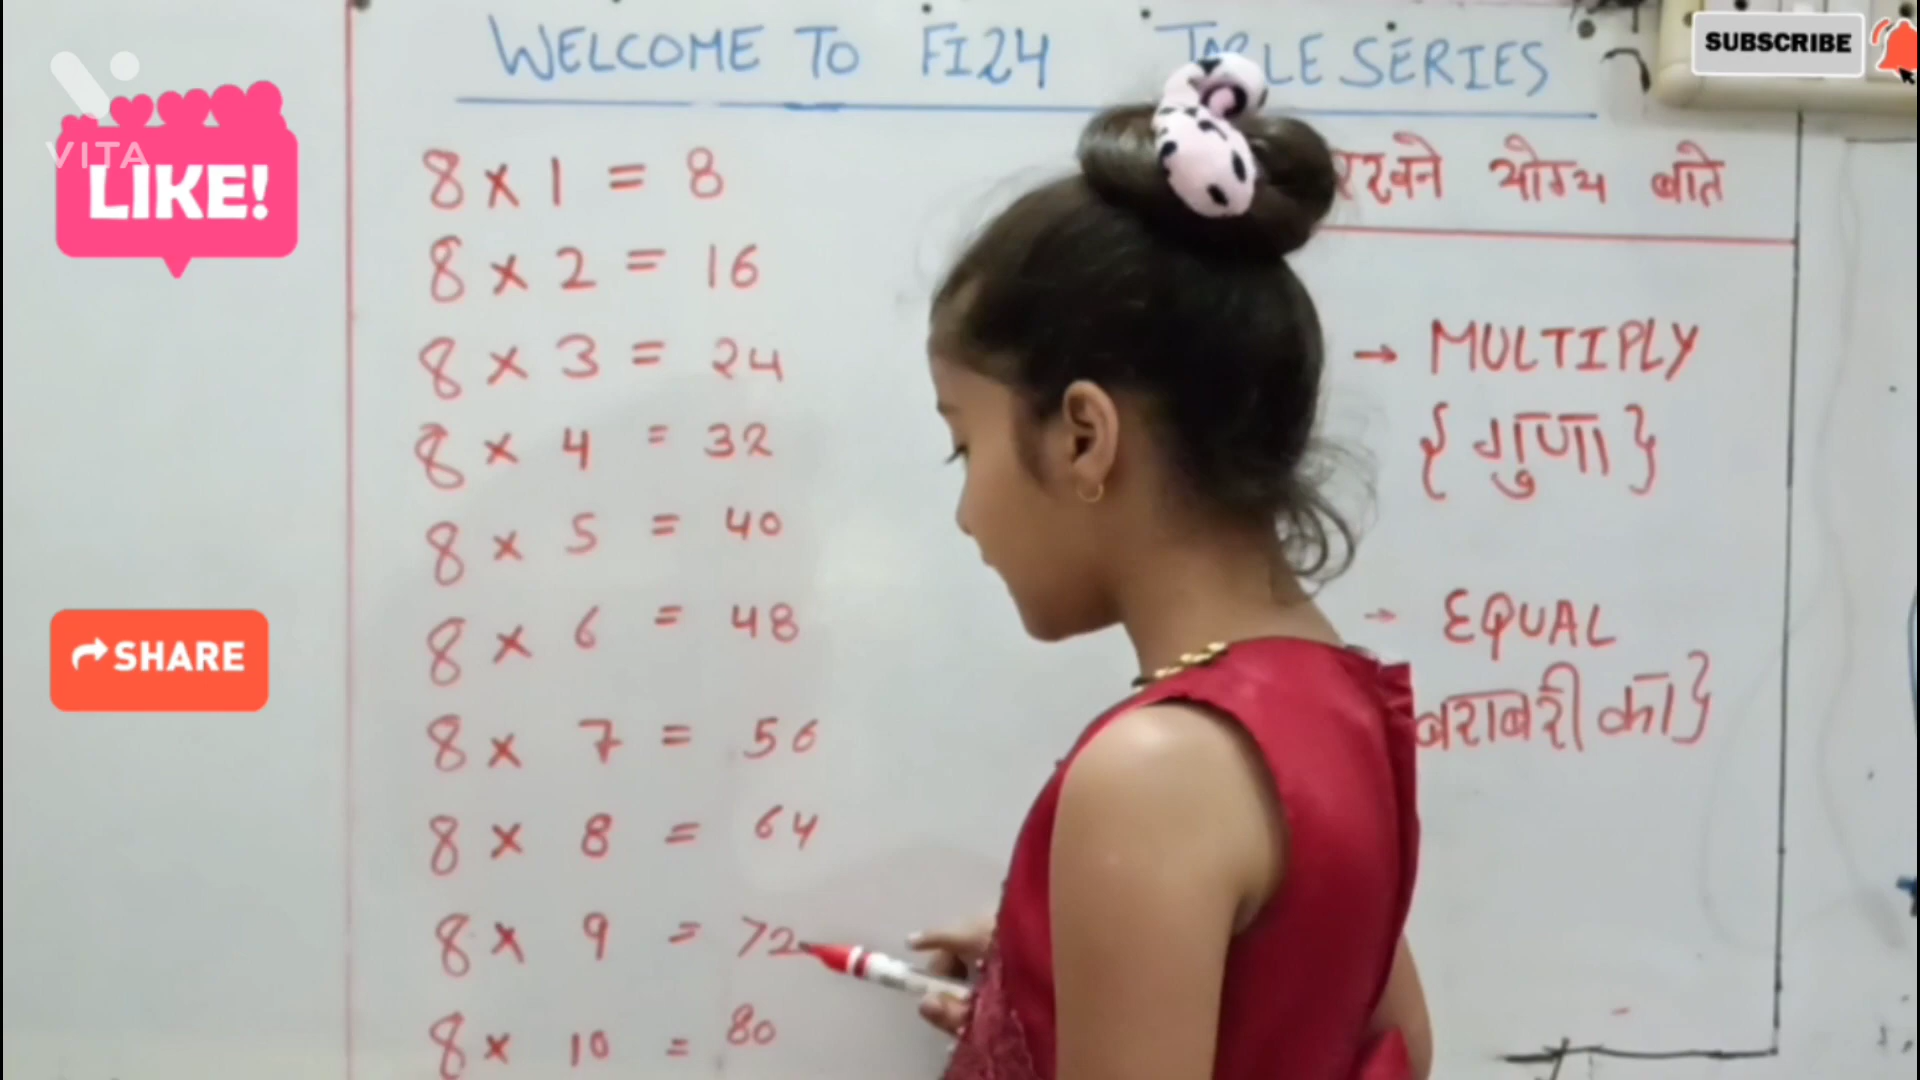 WELCOME TO FI24 TABLE SERIES
SUBSCRIBE
VITA
LIKE!
8 x 1 = 8
8 x 2 = 16
8 x 3 = 24
8 x 4 = 32
8 x 5 = 40
8 x 6 = 48
8 x 7 = 56
8 x 8 = 64
8 x 9 = 72
8 x 10 = 80
SHARE
योग्य बाते
→ MULTIPLY
{गुणा}
→ EQUAL
बराबरी का}